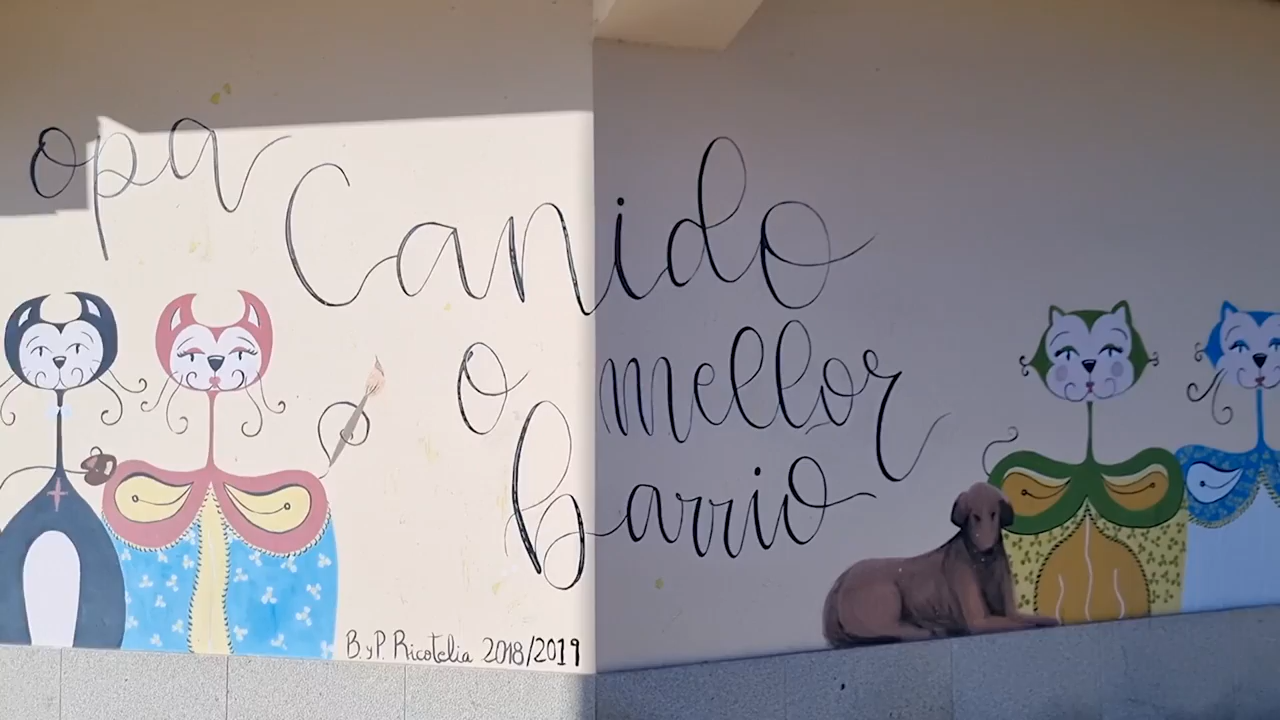 opa
Canido
o mellor
barrio
B. y P. Ricotelia 2018/2019